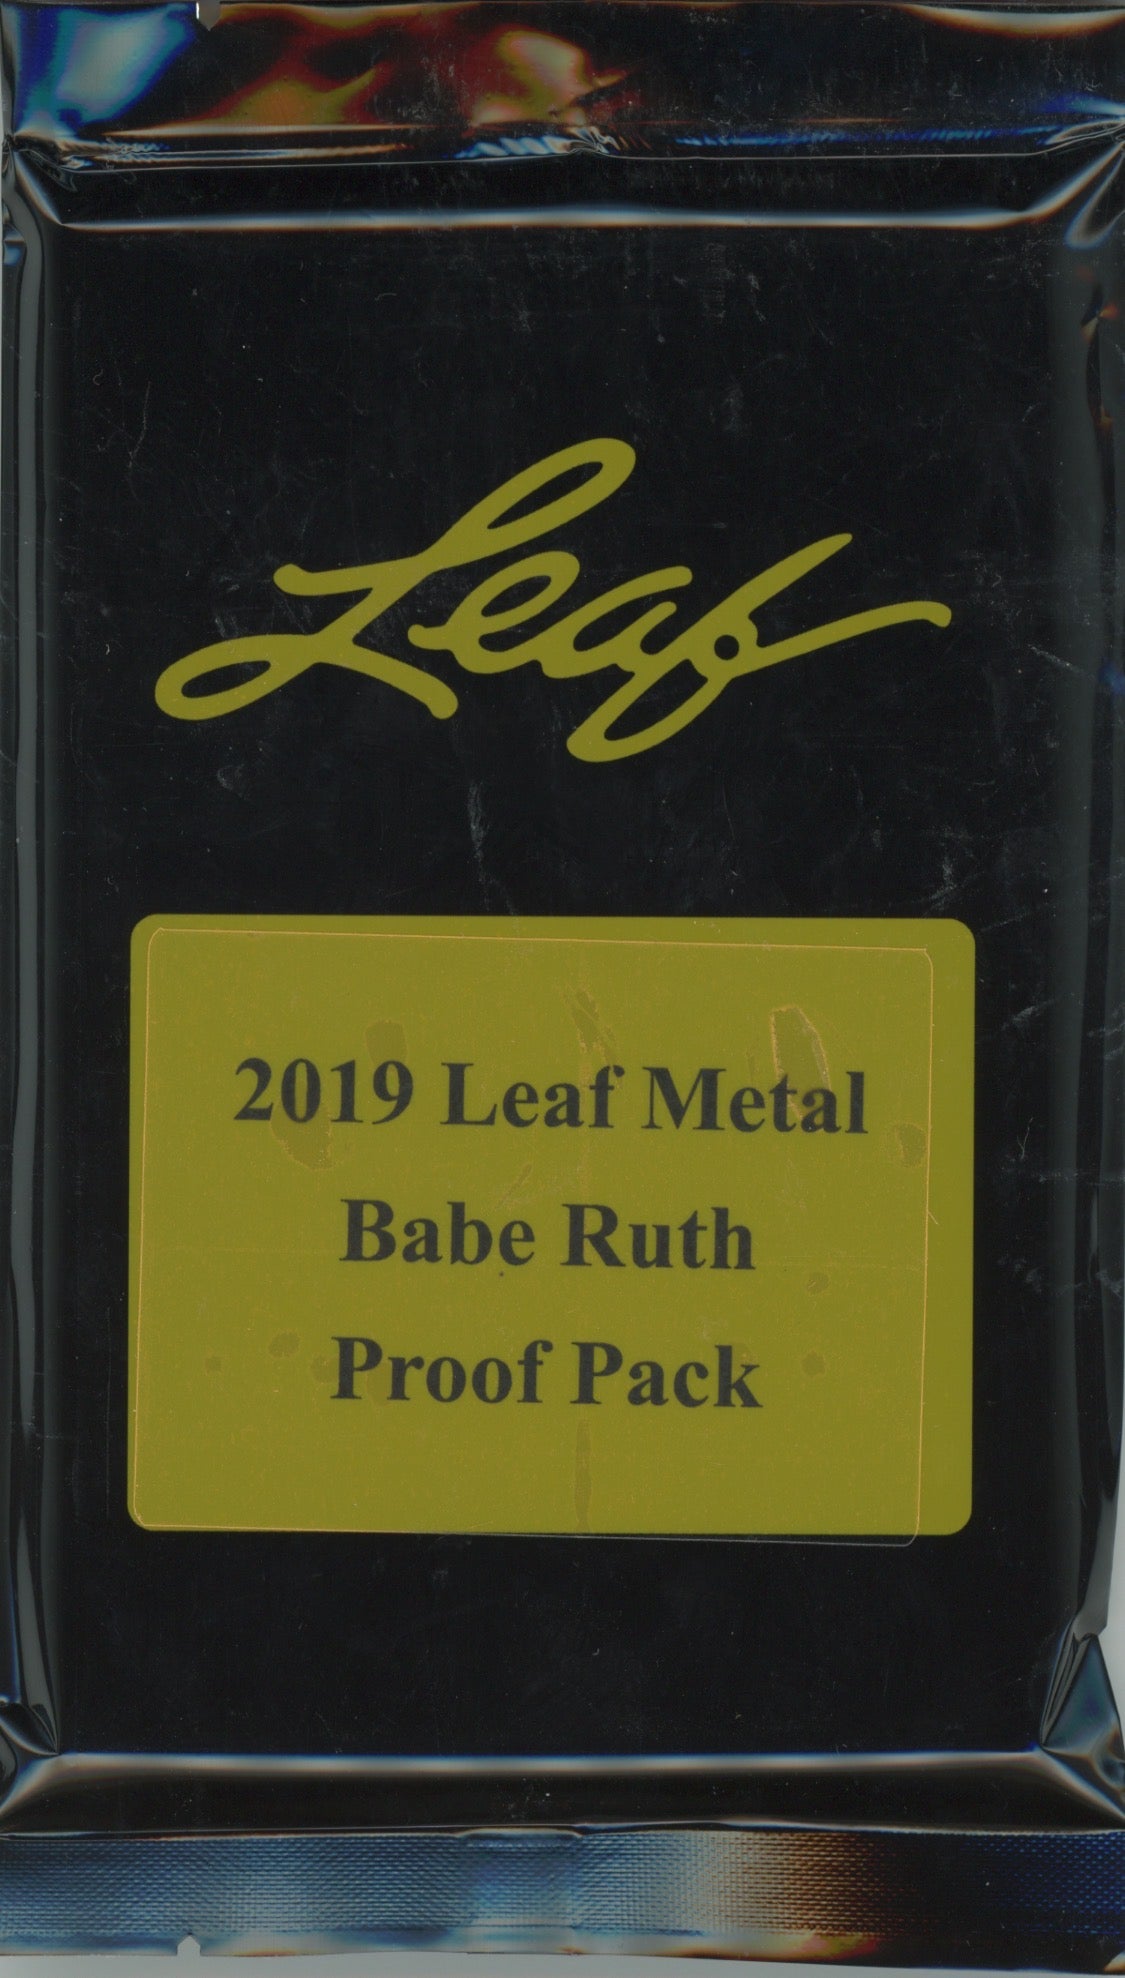 Leaf
2019 Leaf Metal
Babe Ruth
Proof Pack